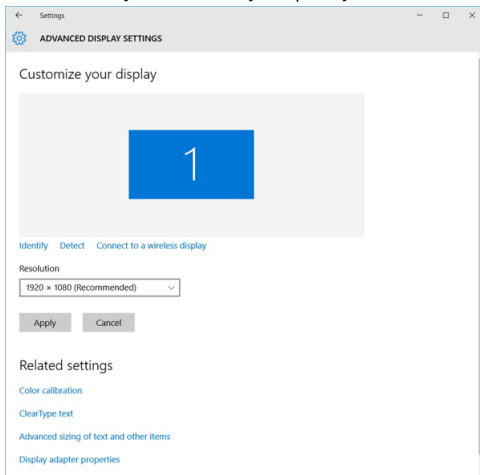 Settings
ADVANCED DISPLAY SETTINGS
Customize your display
1
Identify Detect Connect to a wireless display
Resolution
1920 × 1080 (Recommended)
Apply Cancel
Related settings
Color calibration
ClearType text
Advanced sizing of text and other items
Display adapter properties